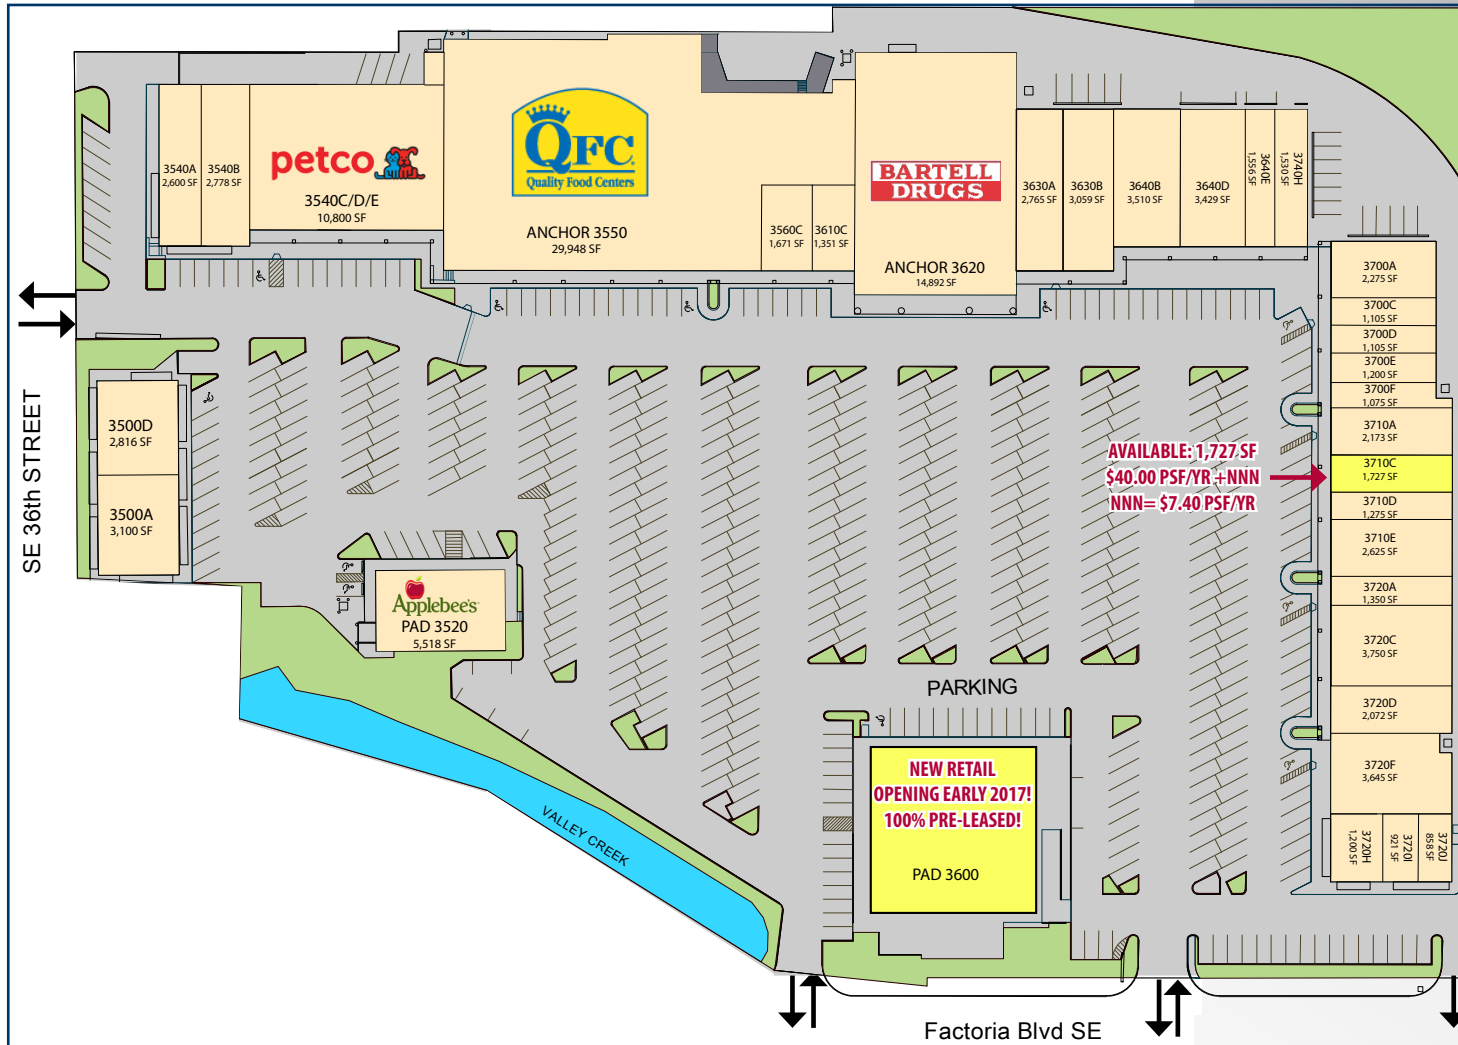 3540A
2,600 SF
3540B
2,778 SF
petco
3540C/D/E
10,800 SF
QFC
Quality Food Centers
ANCHOR 3550
29,948 SF
3560C
1,671 SF
3610C
1,351 SF
BARTELL
DRUGS
ANCHOR 3620
14,892 SF
3630A
2,765 SF
3630B
3,059 SF
3640B
3,510 SF
3640D
3,429 SF
3640E
1,556 SF
3740H
1,530 SF
3700A
2,275 SF
3700C
1,105 SF
3700D
1,105 SF
3700E
1,200 SF
3700F
1,075 SF
3710A
2,173 SF
3710C
1,727 SF
3710D
1,275 SF
3710E
2,625 SF
3720A
1,350 SF
3720C
3,750 SF
3720D
2,072 SF
3720F
3,645 SF
3720H
1,200 SF
3720I
921 SF
3720J
858 SF
AVAILABLE: 1,727 SF
$40.00 PSF/YR +NNN
NNN= $7.40 PSF/YR
SE 36th STREET
3500D
2,816 SF
3500A
3,100 SF
Applebee's
PAD 3520
5,518 SF
PARKING
NEW RETAIL
OPENING EARLY 2017!
100% PRE-LEASED!
PAD 3600
VALLEY CREEK
Factoria Blvd SE